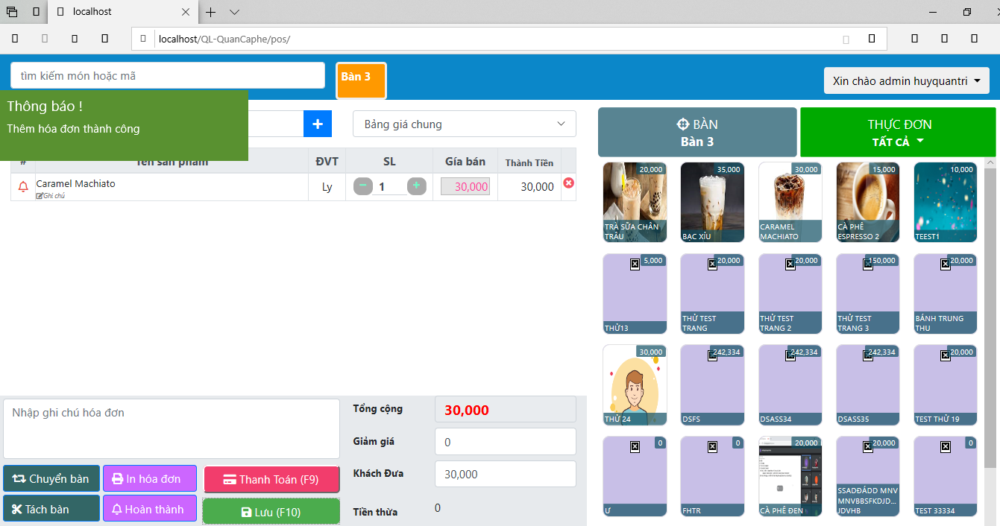 localhost
localhost/QL-QuanCaphe/pos/
tìm kiếm món hoặc mã
Bàn 3
Xin chào admin huyquantri
Thông báo !
Thêm hóa đơn thành công
+
Bảng giá chung
BÀN
Bàn 3
THỰC ĐƠN
TẤT CẢ
# Tên sản phẩm ĐVT SL Gía bán Thành Tiền
Caramel Machiato Ly − 1 + 30,000 30,000
Ghi chú
20,000
TRÀ SỮA CHÂN
TRÂU
35,000
BẠC XỈU
30,000
CARAMEL
MACHIATO
15,000
CÀ PHÊ
ESPRESSO 2
10,000
TEEST1
5,000
THỬ13
20,000
THỬ TEST
TRANG
20,000
THỬ TEST
TRANG 2
150,000
THỬ TEST
TRANG 3
20,000
BÁNH TRUNG
THU
30,000
THỬ 24
242,334
DSFS
242,334
DSASS34
242,334
DSASS35
20,000
TEST THỬ 19
0
Ư
0
FHTR
20,000
CÀ PHÊ ĐEN
20,000
SSADĐÁDD MNV
MNVBBSFKDJD...
JDVHB
0
TEST 33334
Nhập ghi chú hóa đơn
Tổng cộng 30,000
Giảm giá 0
Khách Đưa 30,000
Tiền thừa 0
Chuyển bàn
In hóa đơn
Thanh Toán (F9)
Tách bàn
Hoàn thành
Lưu (F10)